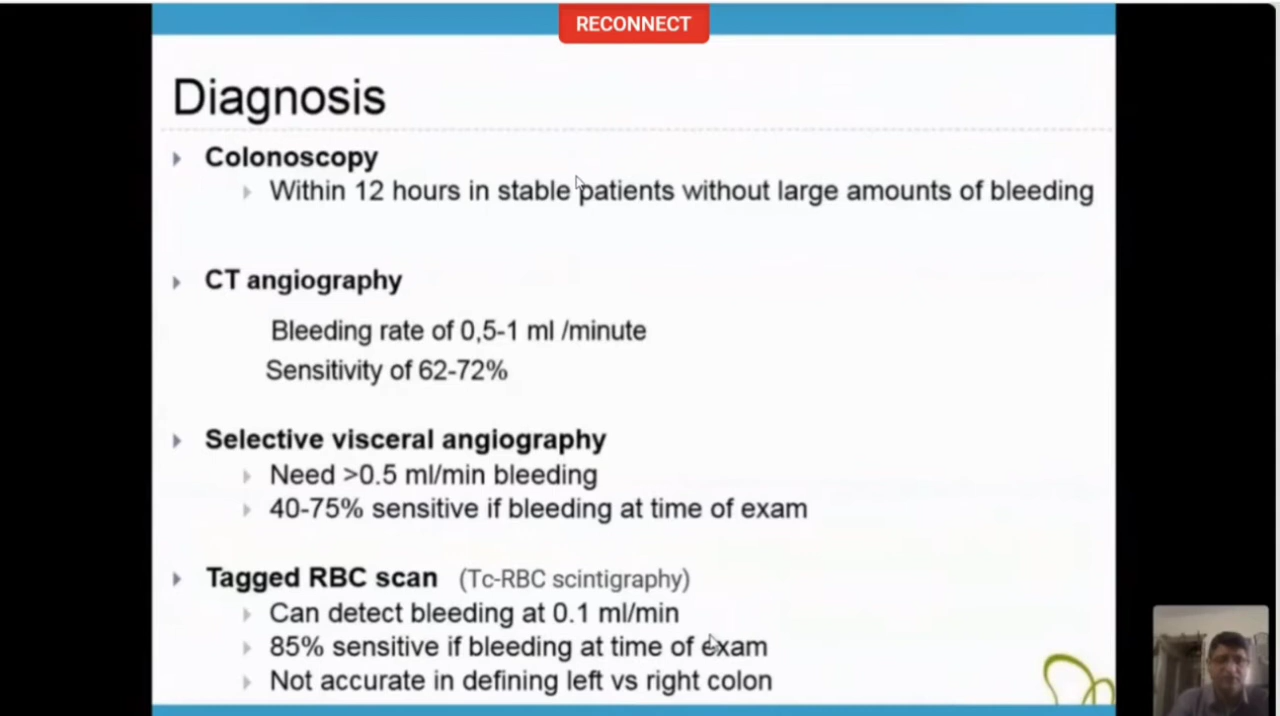 RECONNECT
Diagnosis
Colonoscopy
Within 12 hours in stable patients without large amounts of bleeding
CT angiography
Bleeding rate of 0,5-1 ml /minute
Sensitivity of 62-72%
Selective visceral angiography
Need >0.5 ml/min bleeding
40-75% sensitive if bleeding at time of exam
Tagged RBC scan (Tc-RBC scintigraphy)
Can detect bleeding at 0.1 ml/min
85% sensitive if bleeding at time of exam
Not accurate in defining left vs right colon